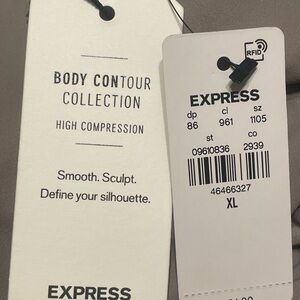 BODY CONTOUR
COLLECTION
HIGH COMPRESSION
Smooth. Sculpt.
Define your silhouette.
EXPRESS
RFID
EXPRESS
dp cl sz
86 961 1105
st co
09610836 2939
46466327
XL